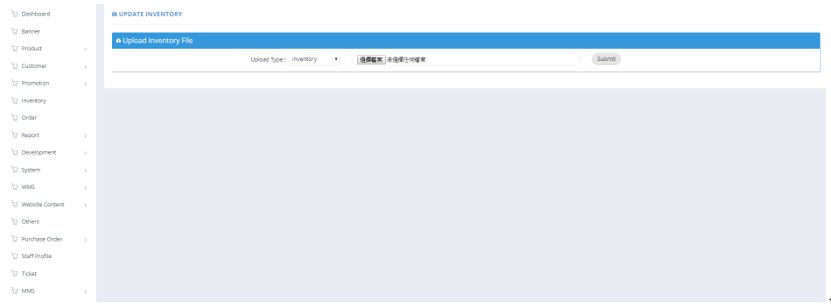 Dashboard
Banner
Product
Customer
Promotion
Inventory
Order
Report
Development
System
WMS
Website Content
Others
Purchase Order
Staff Profile
Ticket
MMS
UPDATE INVENTORY
Upload Inventory File
Upload Type: Inventory 選擇檔案 未選擇任何檔案 Submit